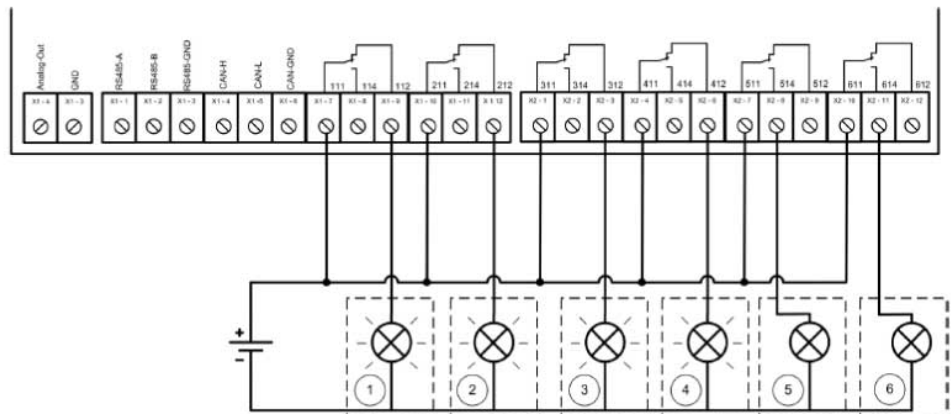 Analog-Out
GND
RS485-A
RS485-B
RS485-GND
CAN-H
CAN-L
CAN-GND
111 114 112 211 214 212 311 314 312 411 414 412 511 514 512 611 614 612
X1 - 4 X1 - 3 X1 - 1 X1 - 2 X1 - 3 X1 - 4 X1 -5 X1 - 6 X1 - 7 X1 - 8 X1 - 9 X1 - 10 X1 - 11 X 1 12 X2 - 1 X2 - 2 X2 - 3 X2 - 4 X2 - 5 X2 - 6 X2 - 7 X2 - 8 X2 - 9 X2 - 10 X2 - 11 X2 - 12
+
-
1 2 3 4 5 6